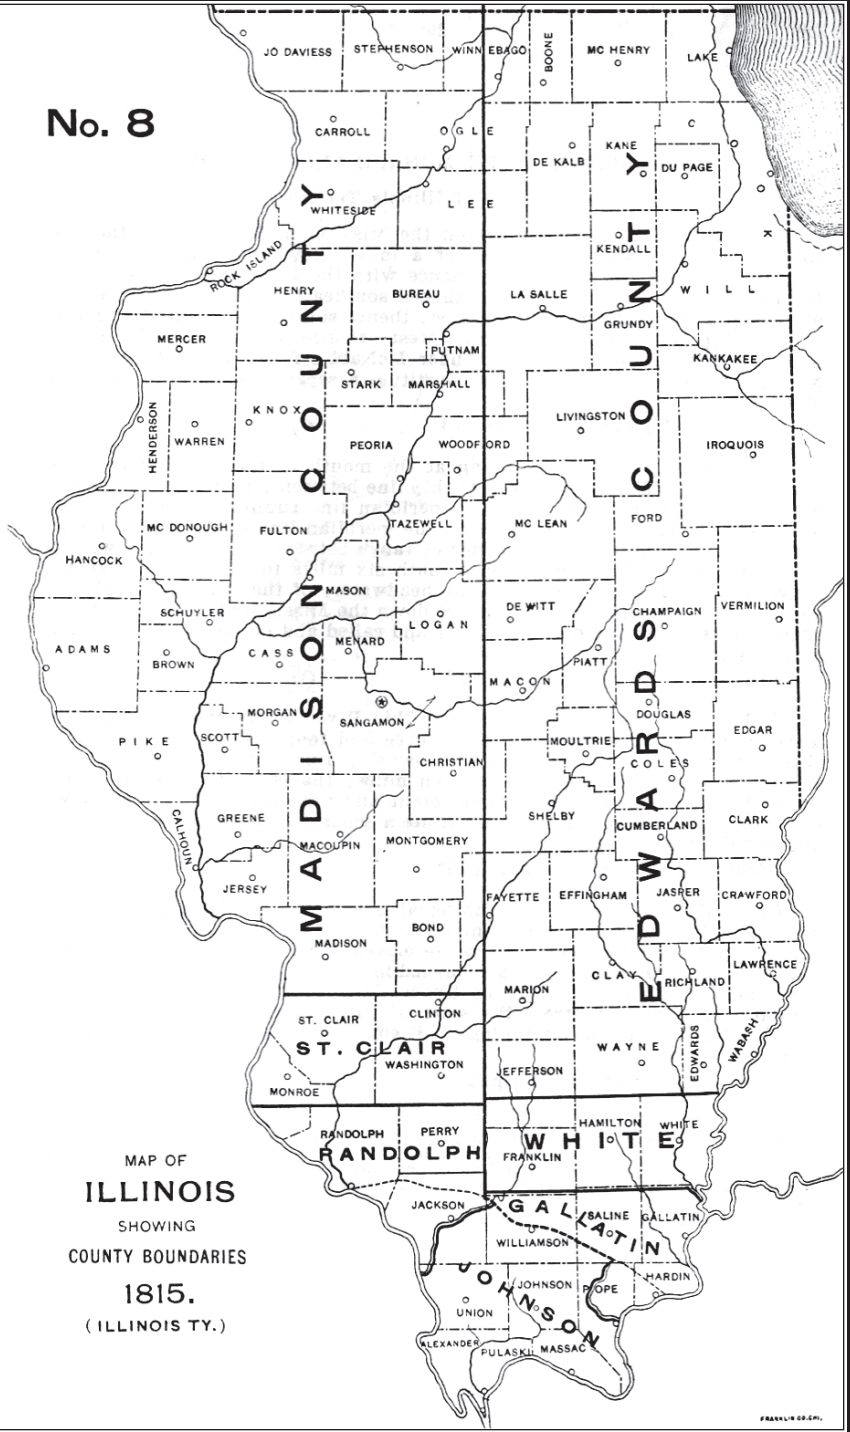 No. 8
JO DAVIESS
STEPHENSON
WINNEBAGO
BOONE
MC HENRY
LAKE
CARROLL
OGLE
DE KALB
KANE
C
DU PAGE
WHITESIDE
LEE
KENDALL
K
ROCK ISLAND
HENRY
BUREAU
LA SALLE
WILL
GRUNDY
MERCER
PUTNAM
KANKAKEE
STARK
MARSHALL
HENDERSON
WARREN
KNOX
PEORIA
WOODFORD
LIVINGSTON
IROQUOIS
HANCOCK
MC DONOUGH
FULTON
TAZEWELL
MC LEAN
FORD
MASON
SCHUYLER
LOGAN
DE WITT
CHAMPAIGN
VERMILION
ADAMS
BROWN
CASS
MENARD
PIATT
MACON
MORGAN
SANGAMON
DOUGLAS
EDGAR
PIKE
SCOTT
CHRISTIAN
MOULTRIE
COLES
CALHOUN
GREENE
MACOUPIN
MONTGOMERY
SHELBY
CUMBERLAND
CLARK
JERSEY
FAYETTE
EFFINGHAM
JASPER
CRAWFORD
MADISON
BOND
MARION
CLAY
RICHLAND
LAWRENCE
MADISON COUNTY
EDWARDS COUNTY
ST. CLAIR
CLINTON
ST. CLAIR
WASHINGTON
MONROE
JEFFERSON
WAYNE
EDWARDS
WABASH
RANDOLPH
PERRY
RANDOLPH
HAMILTON
WHITE
WHITE
FRANKLIN
JACKSON
GALLATIN
SALINE
GALLATIN
WILLIAMSON
JOHNSON
JOHNSON
POPE
HARDIN
UNION
ALEXANDER
PULASKI
MASSAC
MAP OF
ILLINOIS
SHOWING
COUNTY BOUNDARIES
1815.
(ILLINOIS TY.)
FRANKLIN CO. CHI.